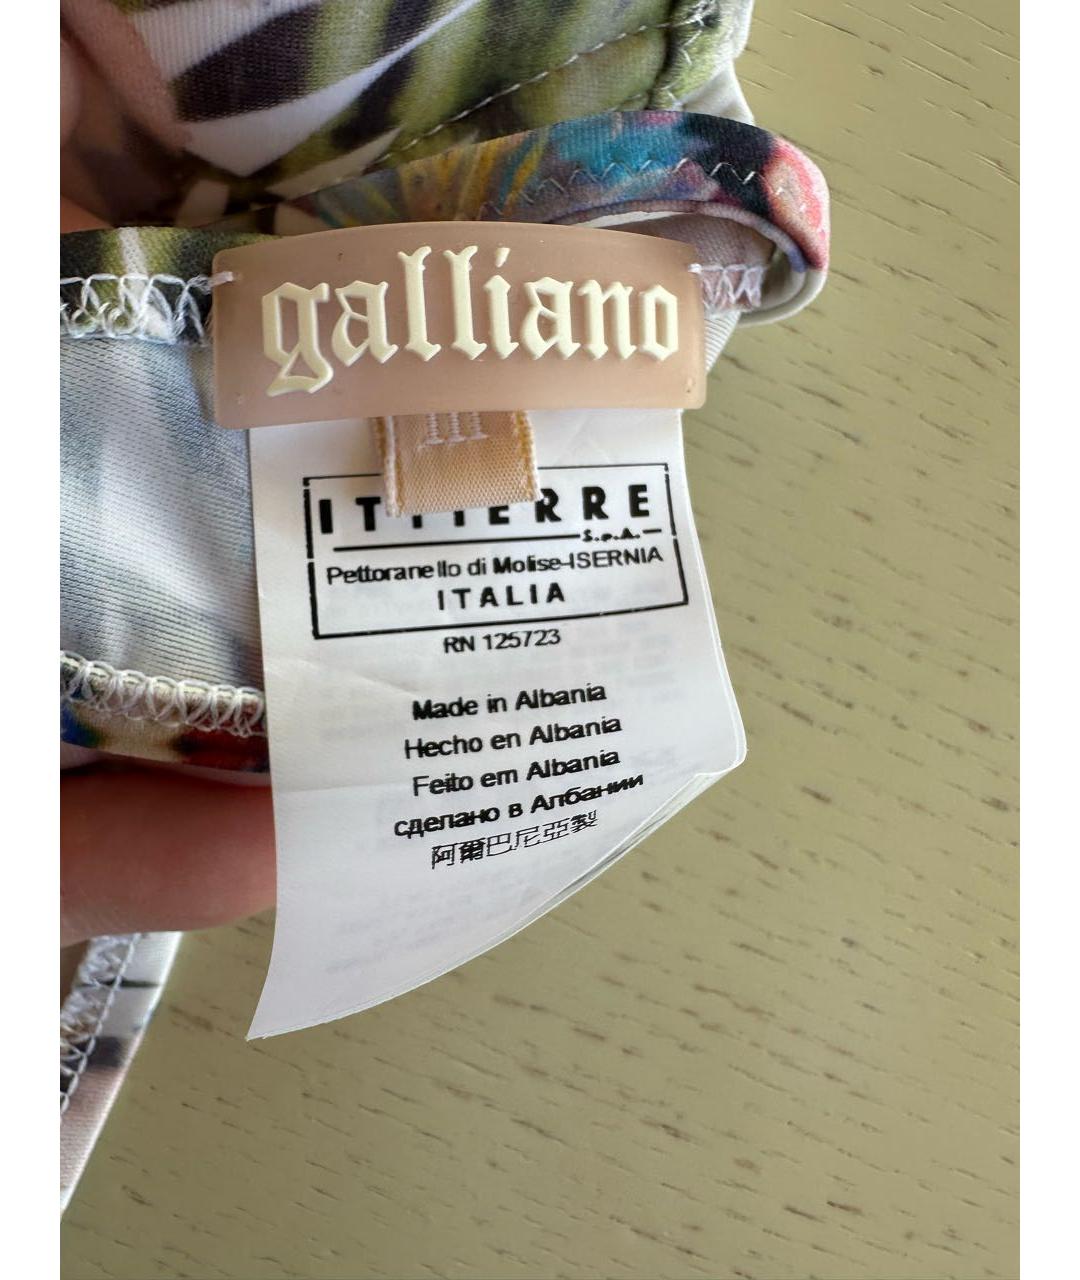 galliano
ITTIERRE
S.p.A.
Pettoranello di Molise-ISERNIA
ITALIA
RN 125723
Made in Albania
Hecho en Albania
Feito em Albania
сделано в Албании
阿爾巴尼亞製